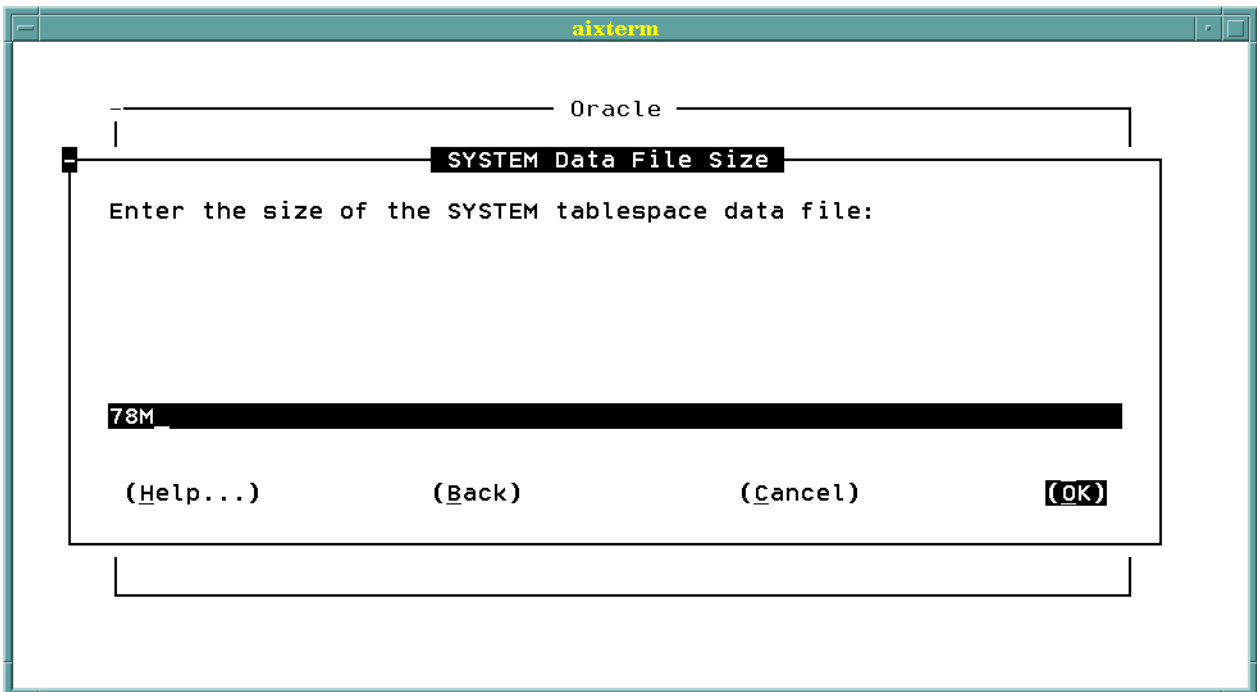 aixterm
Oracle
SYSTEM Data File Size
Enter the size of the SYSTEM tablespace data file:
78M_
(Help...) (Back) (Cancel) (OK)